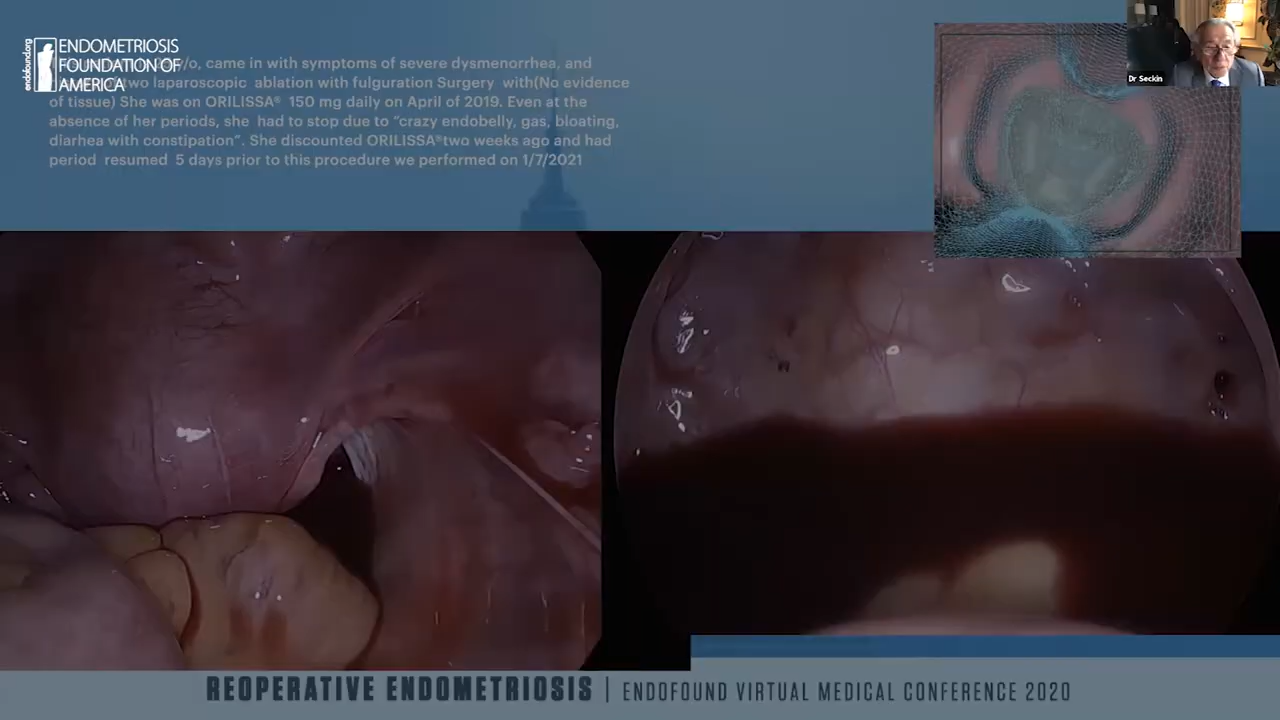 endofound.org
ENDOMETRIOSIS
FOUNDATION OF
AMERICA
y/o, came in with symptoms of severe dysmenorrhea, and
two laparoscopic ablation with fulguration Surgery with(No evidence
of tissue) She was on ORILISSA® 150 mg daily on April of 2019. Even at the
absence of her periods, she had to stop due to “crazy endobelly, gas, bloating,
diarhea with constipation”. She discounted ORILISSA®two weeks ago and had
period resumed 5 days prior to this procedure we performed on 1/7/2021
Dr Seckin
REOPERATIVE ENDOMETRIOSIS | ENDOFOUND VIRTUAL MEDICAL CONFERENCE 2020